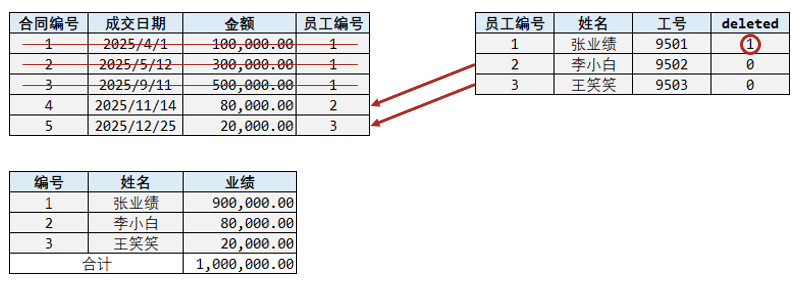 合同编号 成交日期 金额 员工编号
1 2025/4/1 100,000.00 1
2 2025/5/12 300,000.00 1
3 2025/9/11 500,000.00 1
4 2025/11/14 80,000.00 2
5 2025/12/25 20,000.00 3
员工编号 姓名 工号 deleted
1 张业绩 9501 1
2 李小白 9502 0
3 王笑笑 9503 0
编号 姓名 业绩
1 张业绩 900,000.00
2 李小白 80,000.00
3 王笑笑 20,000.00
合计 1,000,000.00